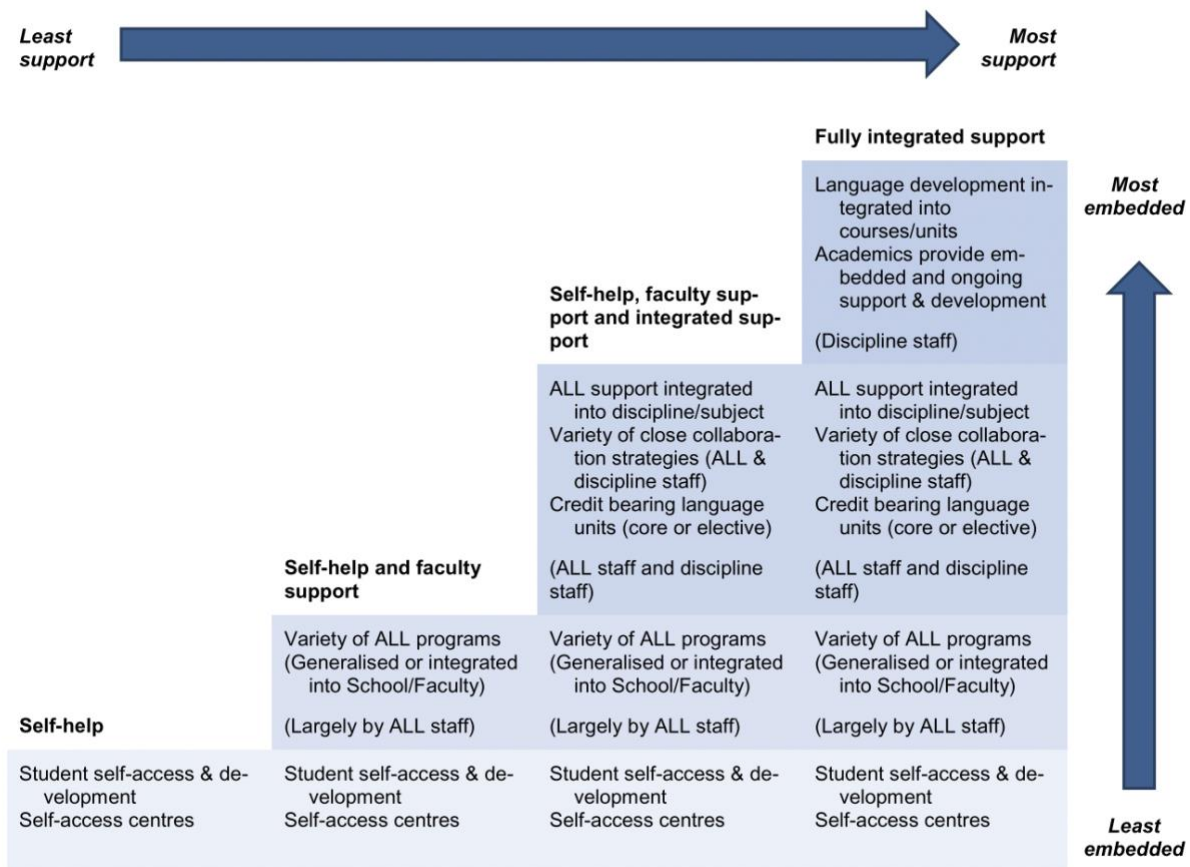 Least
support
Most
support
Fully integrated support
Language development in-
tegrated into
courses/units
Academics provide em-
bedded and ongoing
support & development
(Discipline staff)
Most
embedded
Self-help, faculty sup-
port and integrated sup-
port
ALL support integrated
into discipline/subject
Variety of close collabora-
tion strategies (ALL &
discipline staff)
Credit bearing language
units (core or elective)
(ALL staff and discipline
staff)
ALL support integrated
into discipline/subject
Variety of close collabora-
tion strategies (ALL &
discipline staff)
Credit bearing language
units (core or elective)
(ALL staff and discipline
staff)
Self-help and faculty
support
Variety of ALL programs
(Generalised or integrated
into School/Faculty)
(Largely by ALL staff)
Variety of ALL programs
(Generalised or integrated
into School/Faculty)
(Largely by ALL staff)
Variety of ALL programs
(Generalised or integrated
into School/Faculty)
(Largely by ALL staff)
Self-help
Student self-access & de-
velopment
Self-access centres
Student self-access & de-
velopment
Self-access centres
Student self-access & de-
velopment
Self-access centres
Student self-access & de-
velopment
Self-access centres
Least
embedded